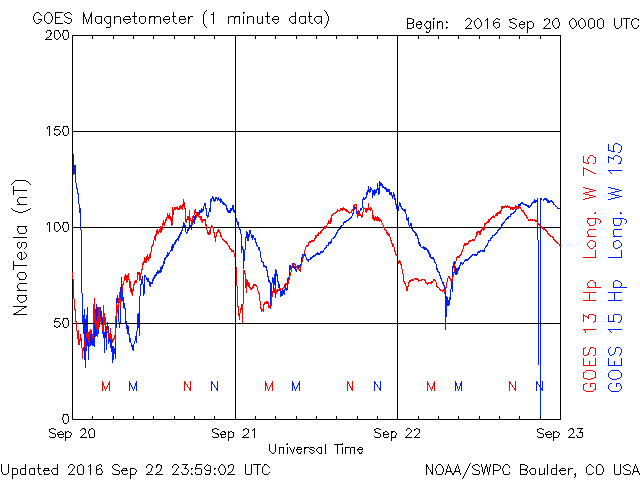 GOES Magnetometer (1 minute data)
Begin: 2016 Sep 20 0000 UTC
200
150
100
50
0
NanoTesla (nT)
M M N N M M N N M M N N
Sep 20 Sep 21 Sep 22 Sep 23
Universal Time
GOES 13 Hp Long. W 75
GOES 15 Hp Long. W 135
Updated 2016 Sep 22 23:59:02 UTC
NOAA/SWPC Boulder, CO USA